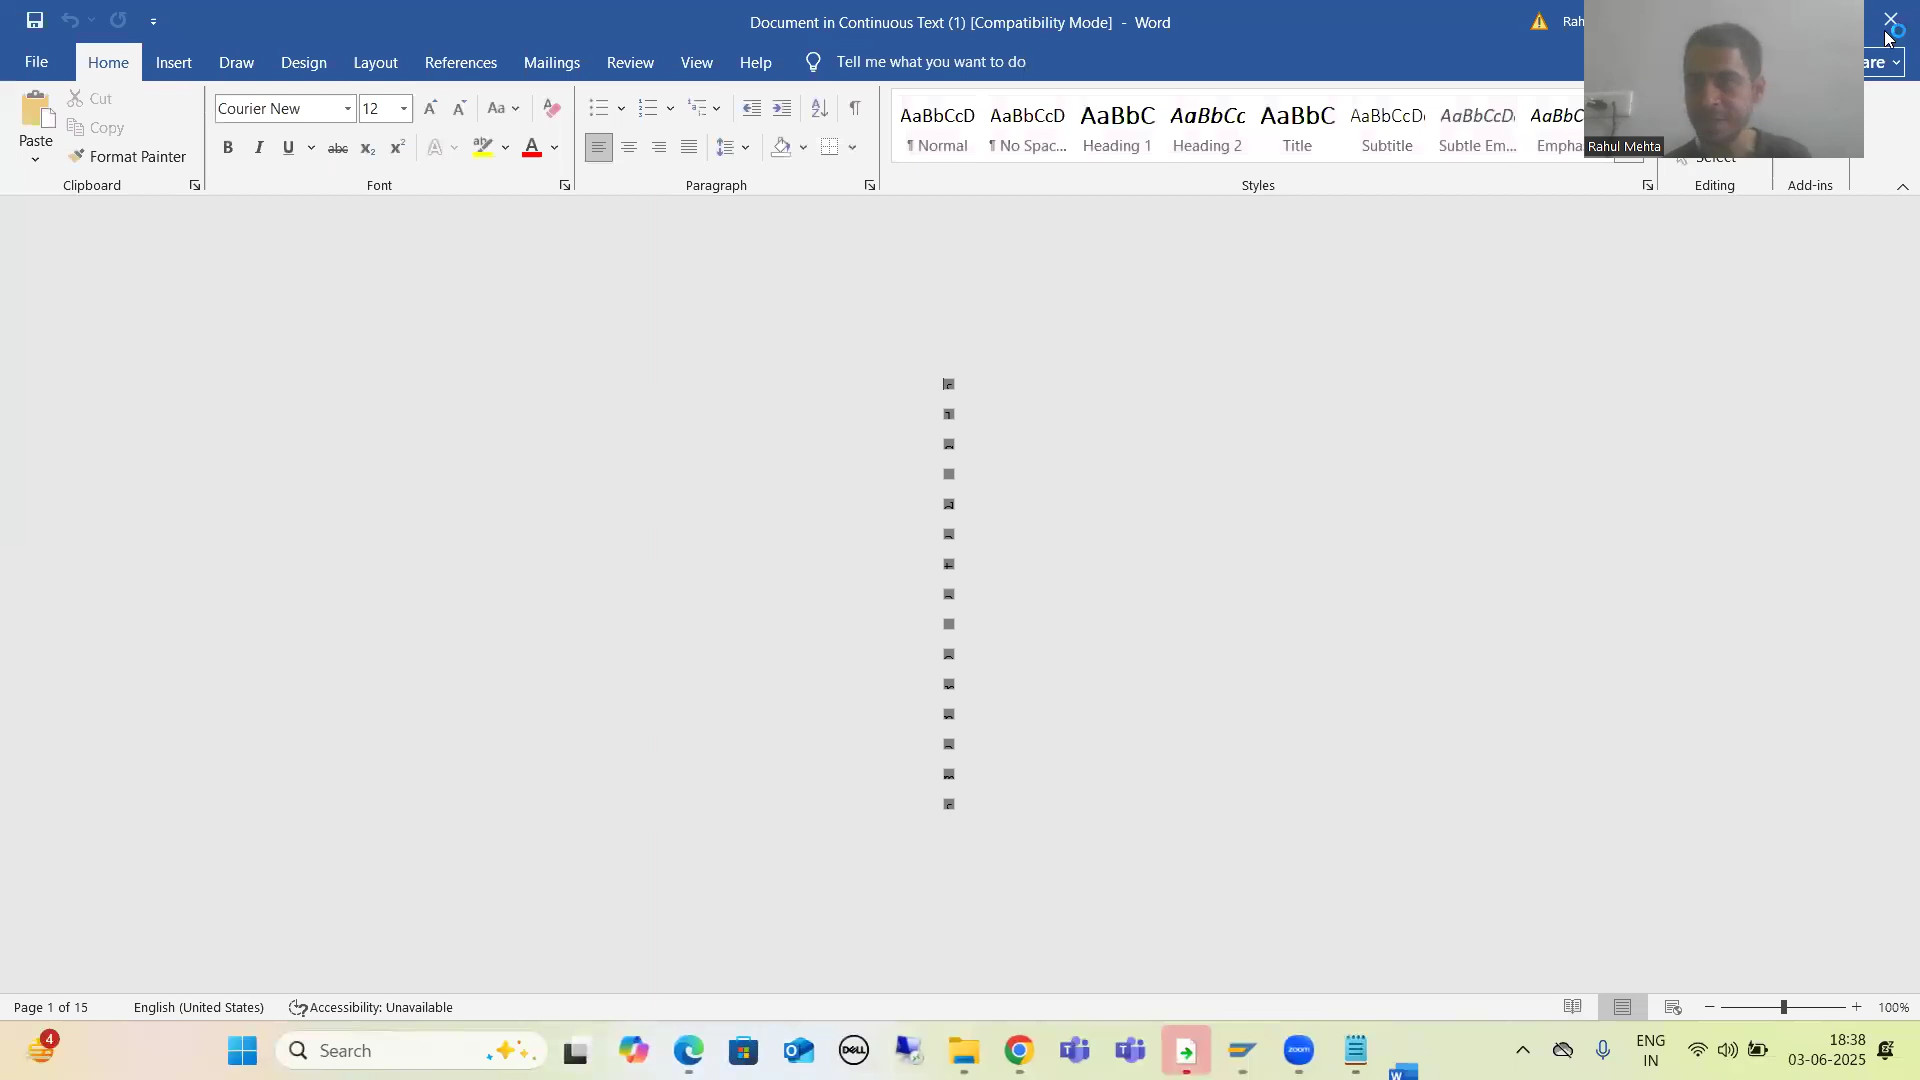 Document in Continuous Text (1) [Compatibility Mode] - Word
Rah
File Home Insert Draw Design Layout References Mailings Review View Help Tell me what you want to do are
Paste
Cut
Copy
Format Painter
Clipboard
Courier New 12
Font
Paragraph
AaBbCcD AaBbCcD AaBbC AaBbCc AaBbC AaBbCcD AaBbCcD AaBbC
¶ Normal ¶ No Spac... Heading 1 Heading 2 Title Subtitle Subtle Em... Empha
Styles
Rahul Mehta
Select
Editing
Add-ins
Page 1 of 15 English (United States) Accessibility: Unavailable 100%
4
Search
DELL
zoom
ENG
IN
18:38
03-06-2025